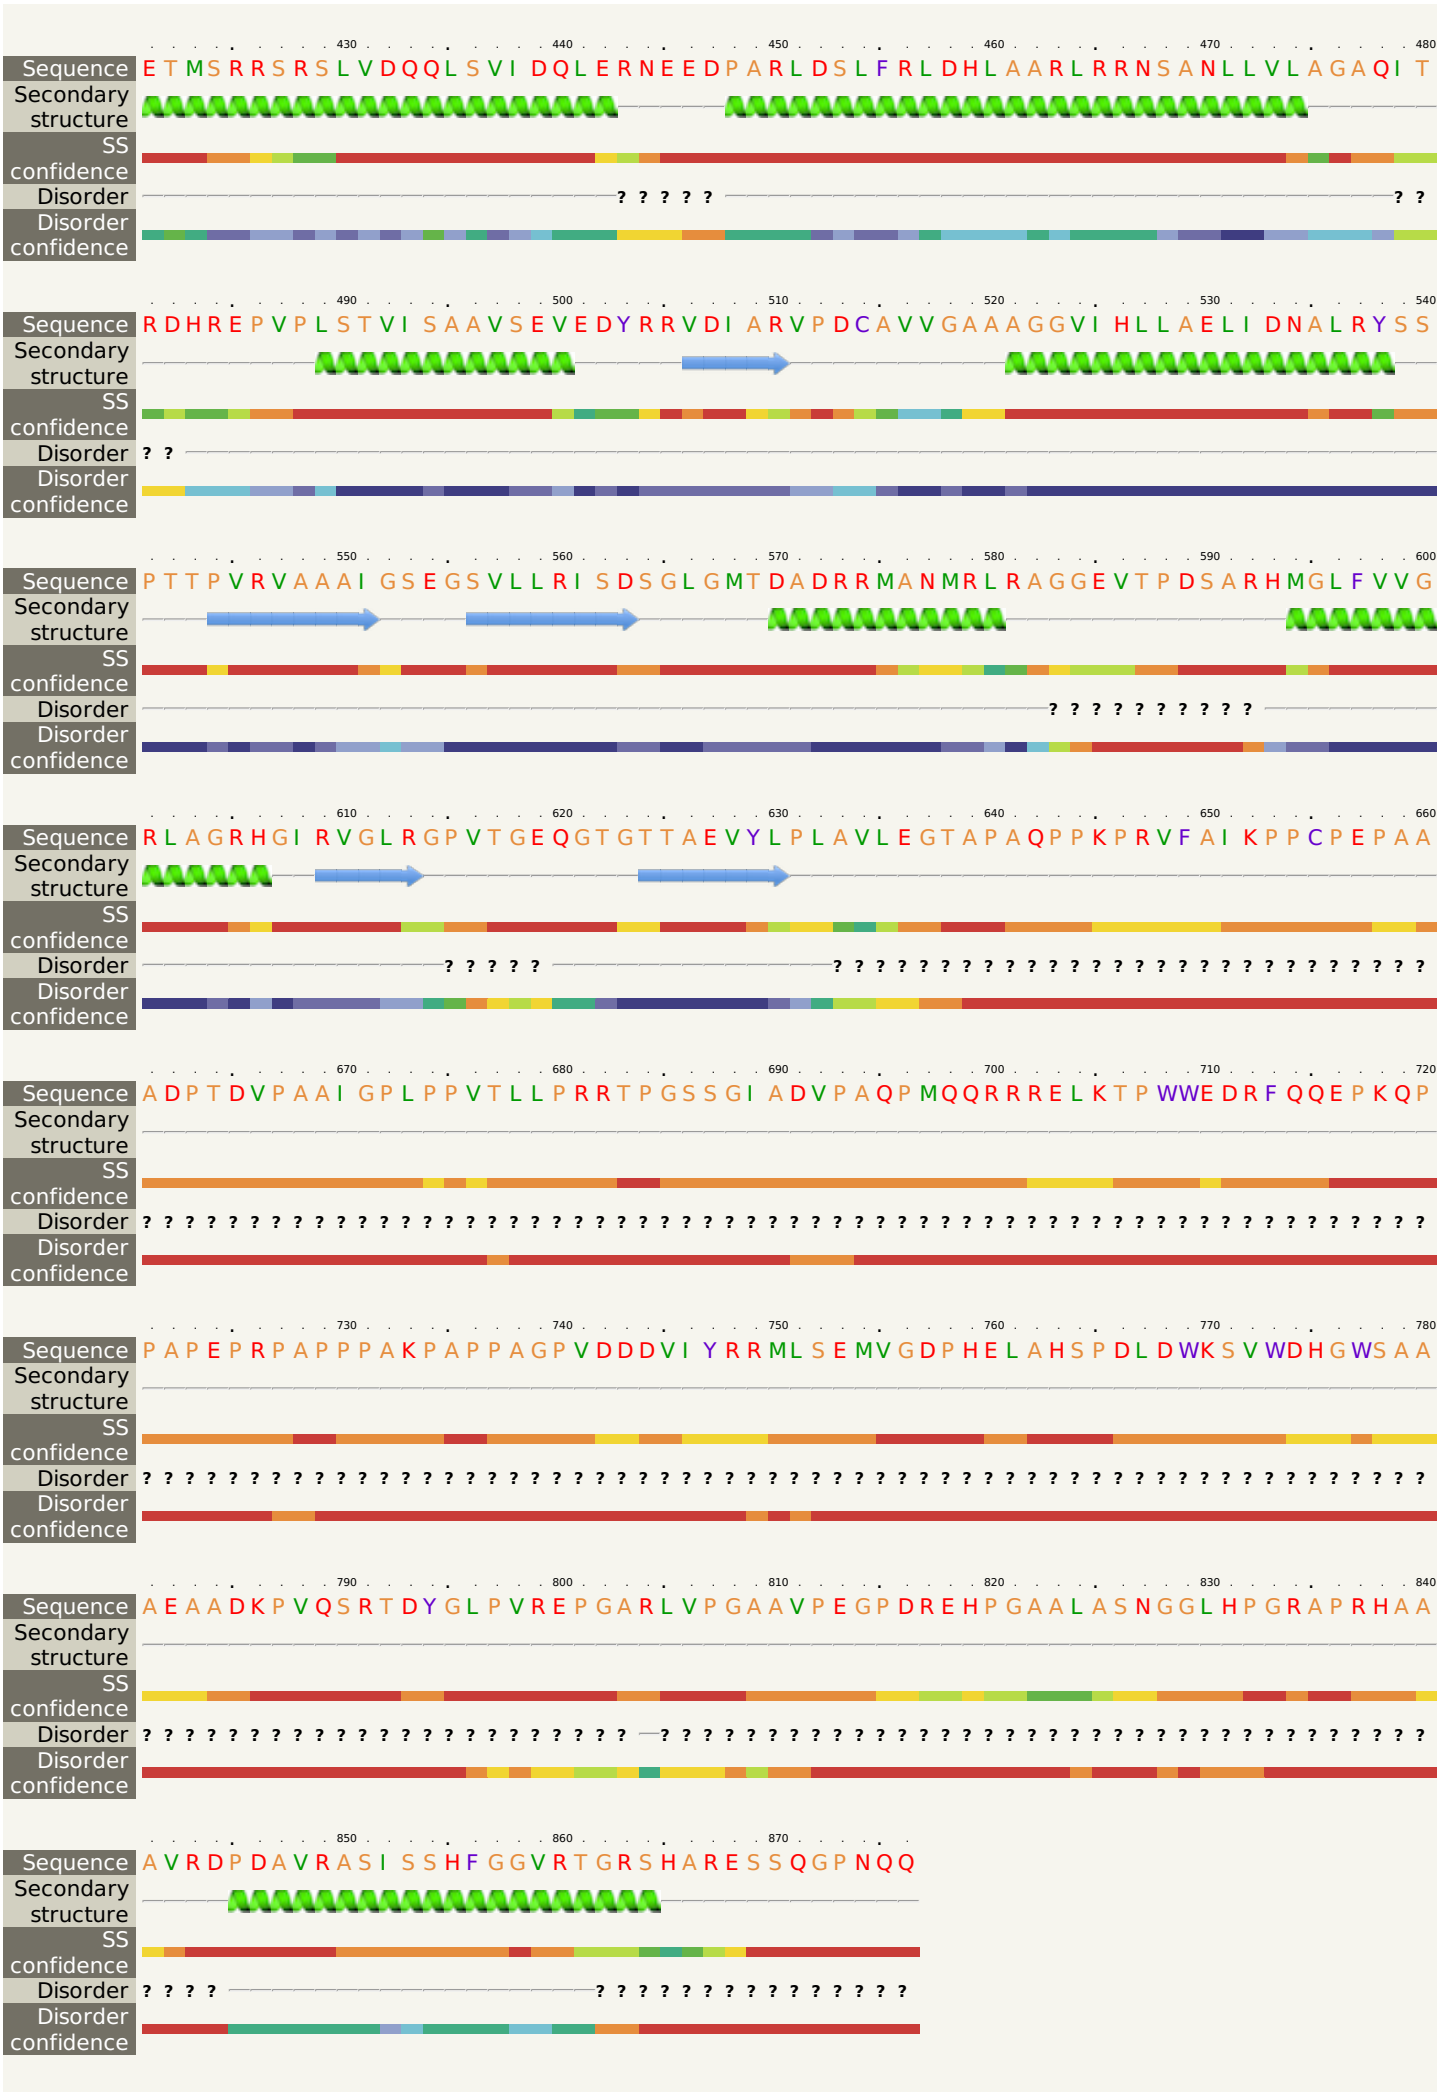 430 440 450 460 470 480
Sequence E T M S R R S R S L V D Q Q L S V I D Q L E R N E E D P A R L D S L F R L D H L A A R L R R N S A N L L V L A G A Q I T
Secondary
structure
SS
confidence
Disorder ? ? ? ? ? ? ?
Disorder
confidence
490 500 510 520 530 540
Sequence R D H R E P V P L S T V I S A A V S E V E D Y R R V D I A R V P D C A V V G A A A G G V I H L L A E L I D N A L R Y S S
Secondary
structure
SS
confidence
Disorder ? ?
Disorder
confidence
550 560 570 580 590 600
Sequence P T T P V R V A A A I G S E G S V L L R I S D S G L G M T D A D R R M A N M R L R A G G E V T P D S A R H M G L F V V G
Secondary
structure
SS
confidence
Disorder ? ? ? ? ? ? ? ? ? ?
Disorder
confidence
610 620 630 640 650 660
Sequence R L A G R H G I R V G L R G P V T G E Q G T G T T A E V Y L P L A V L E G T A P A Q P P K P R V F A I K P P C P E P A A
Secondary
structure
SS
confidence
Disorder ? ? ? ? ? ? ? ? ? ? ? ? ? ? ? ? ? ? ? ? ? ? ? ? ? ? ? ? ? ? ? ? ?
Disorder
confidence
670 680 690 700 710 720
Sequence A D P T D V P A A I G P L P P V T L L P R R T P G S S G I A D V P A Q P M Q Q R R R E L K T P W W E D R F Q Q E P K Q P
Secondary
structure
SS
confidence
Disorder ? ? ? ? ? ? ? ? ? ? ? ? ? ? ? ? ? ? ? ? ? ? ? ? ? ? ? ? ? ? ? ? ? ? ? ? ? ? ? ? ? ? ? ? ? ? ? ? ? ? ? ? ? ? ? ? ? ? ? ?
Disorder
confidence
730 740 750 760 770 780
Sequence P A P E P R P A P P P A K P A P P A G P V D D D V I Y R R M L S E M V G D P H E L A H S P D L D W K S V W D H G W S A A
Secondary
structure
SS
confidence
Disorder ? ? ? ? ? ? ? ? ? ? ? ? ? ? ? ? ? ? ? ? ? ? ? ? ? ? ? ? ? ? ? ? ? ? ? ? ? ? ? ? ? ? ? ? ? ? ? ? ? ? ? ? ? ? ? ? ? ? ? ?
Disorder
confidence
790 800 810 820 830 840
Sequence A E A A D K P V Q S R T D Y G L P V R E P G A R L V P G A A V P E G P D R E H P G A A L A S N G G L H P G R A P R H A A
Secondary
structure
SS
confidence
Disorder ? ? ? ? ? ? ? ? ? ? ? ? ? ? ? ? ? ? ? ? ? ? ? ? ? ? ? ? ? ? ? ? ? ? ? ? ? ? ? ? ? ? ? ? ? ? ? ? ? ? ? ? ? ? ? ? ? ? ?
Disorder
confidence
850 860 870
Sequence A V R D P D A V R A S I S S H F G G V R T G R S H A R E S S Q G P N Q Q
Secondary
structure
SS
confidence
Disorder ? ? ? ? ? ? ? ? ? ? ? ? ? ? ? ? ? ? ?
Disorder
confidence